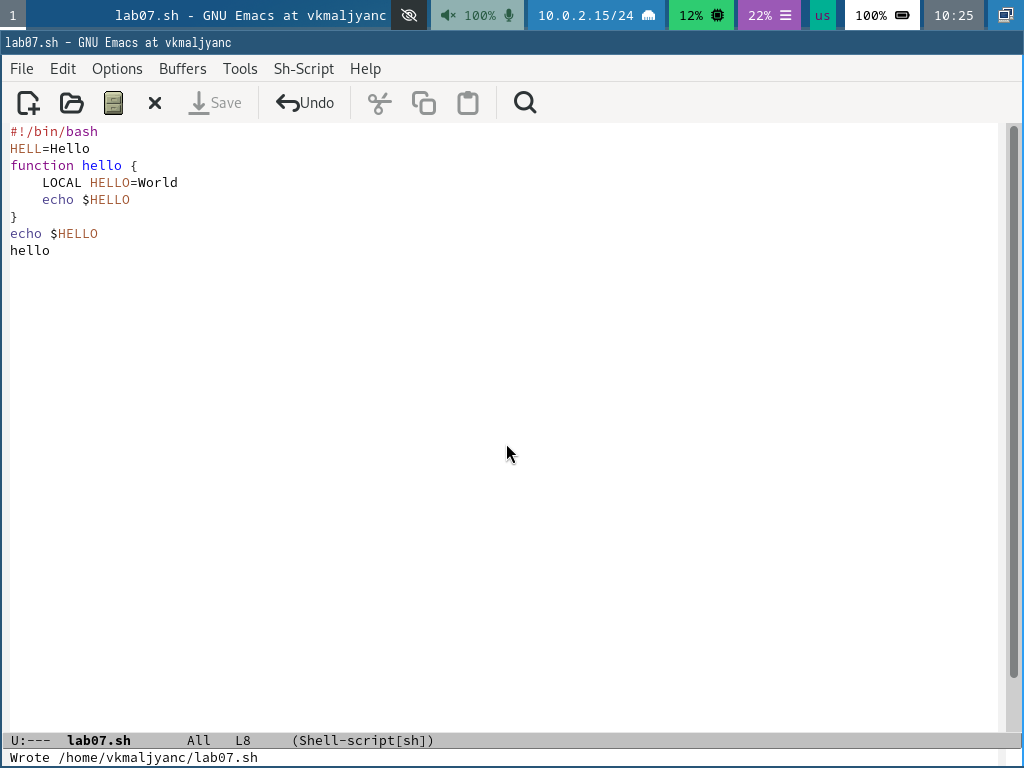 1 lab07.sh - GNU Emacs at vkmaljyanc 100% 10.0.2.15/24 12% 22% us 100% 10:25
lab07.sh - GNU Emacs at vkmaljyanc
File Edit Options Buffers Tools Sh-Script Help
Save Undo
#!/bin/bash
HELL=Hello
function hello {
    LOCAL HELLO=World
    echo $HELLO
}
echo $HELLO
hello
U:--- lab07.sh All L8 (Shell-script[sh])
Wrote /home/vkmaljyanc/lab07.sh